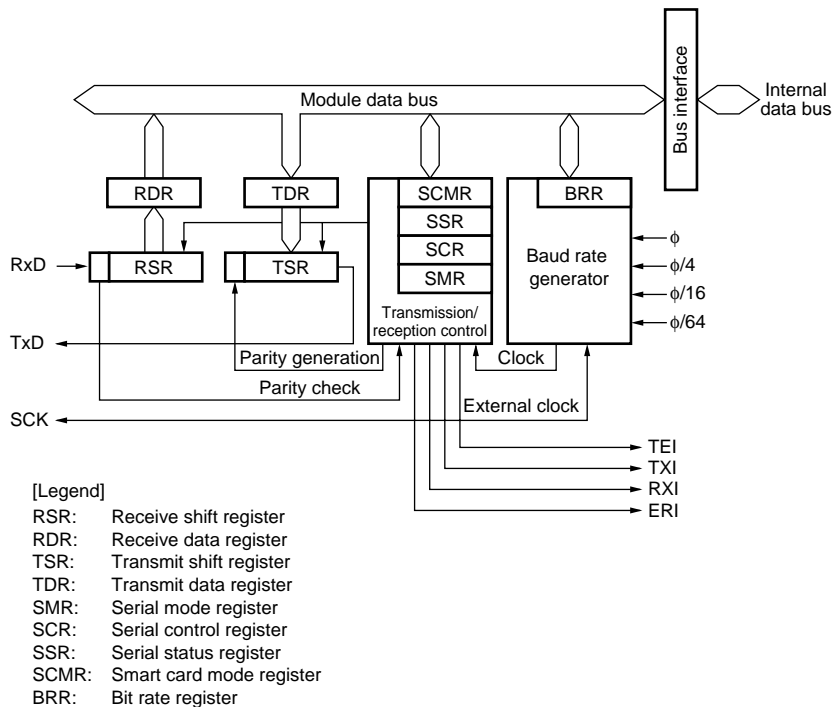 Bus interface
Internal
data bus
Module data bus
RDR
TDR
SCMR
BRR
SSR
RSR
TSR
SCR
SMR
Baud rate
generator
φ
φ/4
φ/16
φ/64
RxD
Transmission/
reception control
TxD
Parity generation
Clock
Parity check
External clock
SCK
TEI
TXI
RXI
ERI
[Legend]
RSR: Receive shift register
RDR: Receive data register
TSR: Transmit shift register
TDR: Transmit data register
SMR: Serial mode register
SCR: Serial control register
SSR: Serial status register
SCMR: Smart card mode register
BRR: Bit rate register